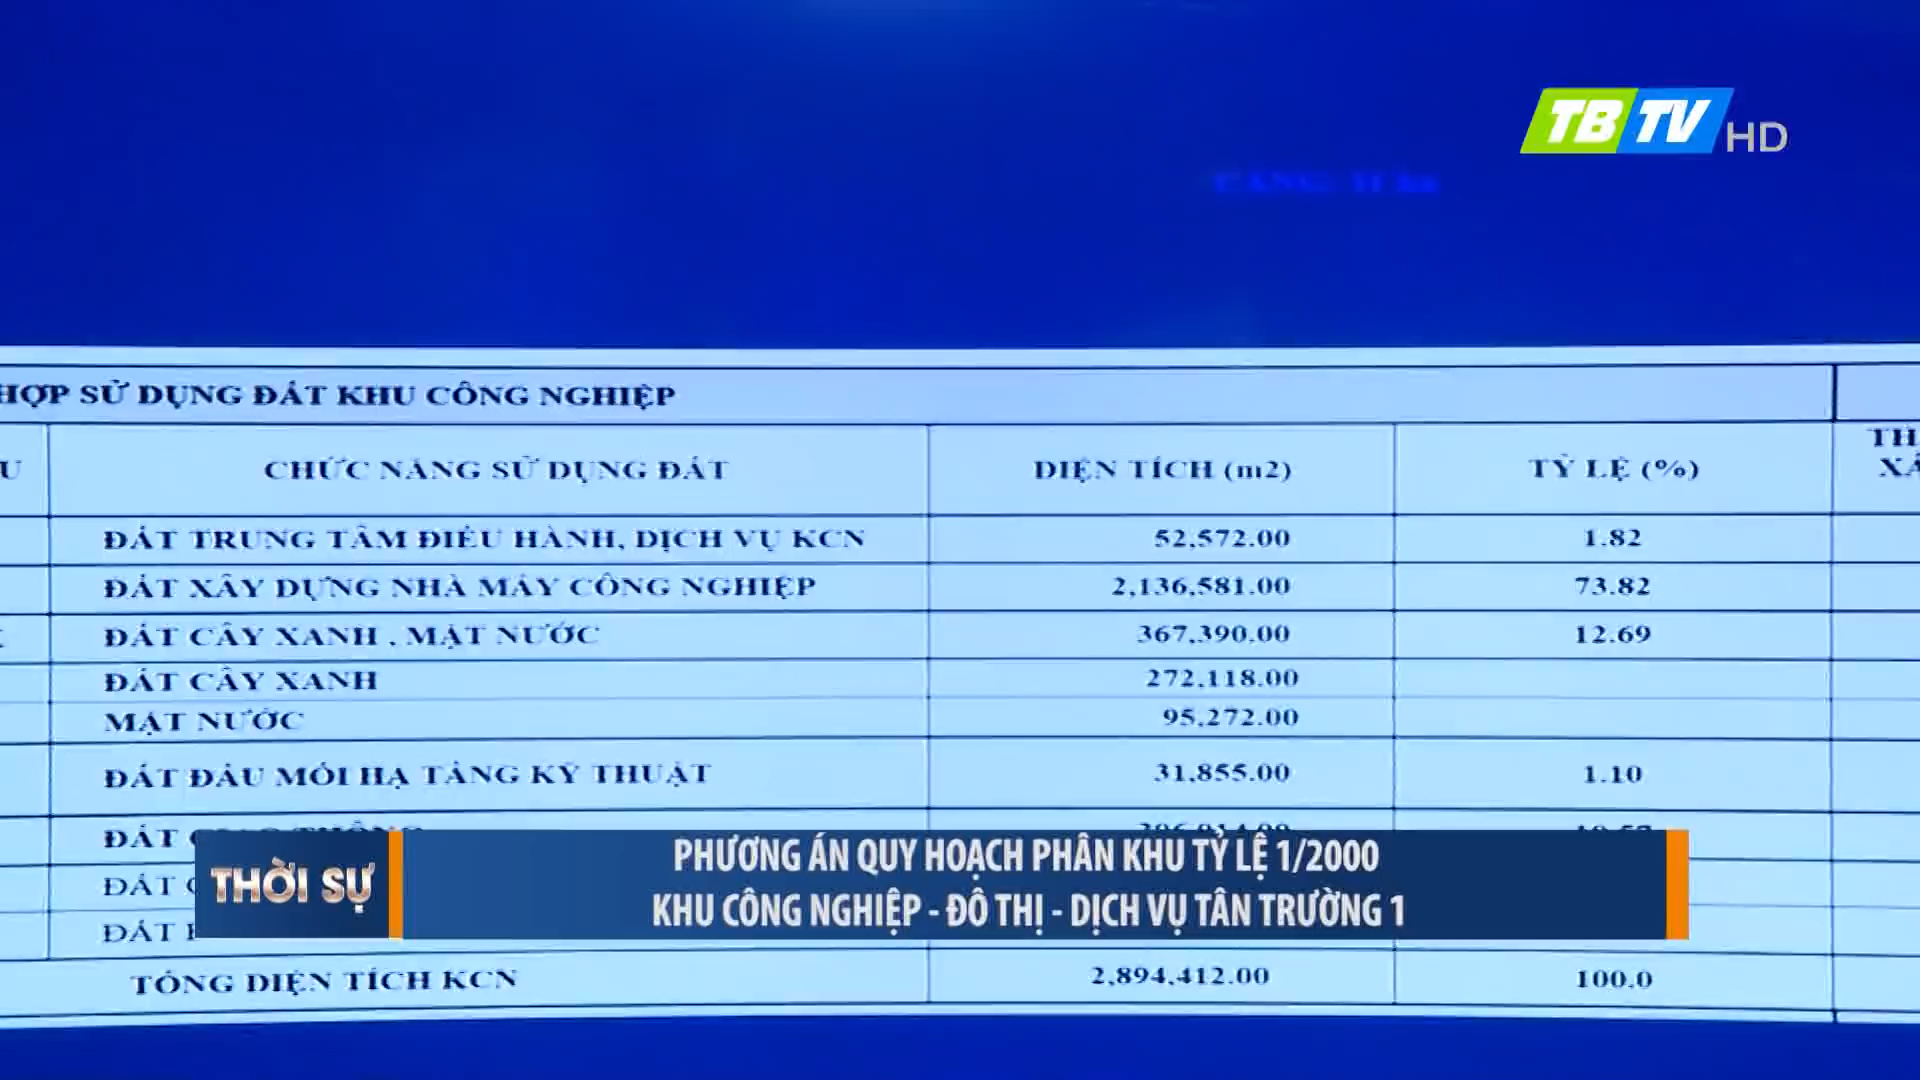 TBTV HD
HỢP SỬ DỤNG ĐẤT KHU CÔNG NGHIỆP
CHỨC NĂNG SỬ DỤNG ĐẤT DIỆN TÍCH (m2) TỶ LỆ (%)
ĐẤT TRUNG TÂM ĐIỀU HÀNH, DỊCH VỤ KCN 52,572.00 1.82
ĐẤT XÂY DỰNG NHÀ MÁY CÔNG NGHIỆP 2,136,581.00 73.82
ĐẤT CÂY XANH , MẶT NƯỚC 367,390.00 12.69
ĐẤT CÂY XANH 272,118.00
MẶT NƯỚC 95,272.00
ĐẤT ĐẦU MỐI HẠ TẦNG KỸ THUẬT 31,855.00 1.10
ĐẤT
ĐẤT
ĐẤT
TỔNG DIỆN TÍCH KCN 2,894,412.00 100.0
THỜI SỰ
PHƯƠNG ÁN QUY HOẠCH PHÂN KHU TỶ LỆ 1/2000
KHU CÔNG NGHIỆP - ĐÔ THỊ - DỊCH VỤ TÂN TRƯỜNG 1